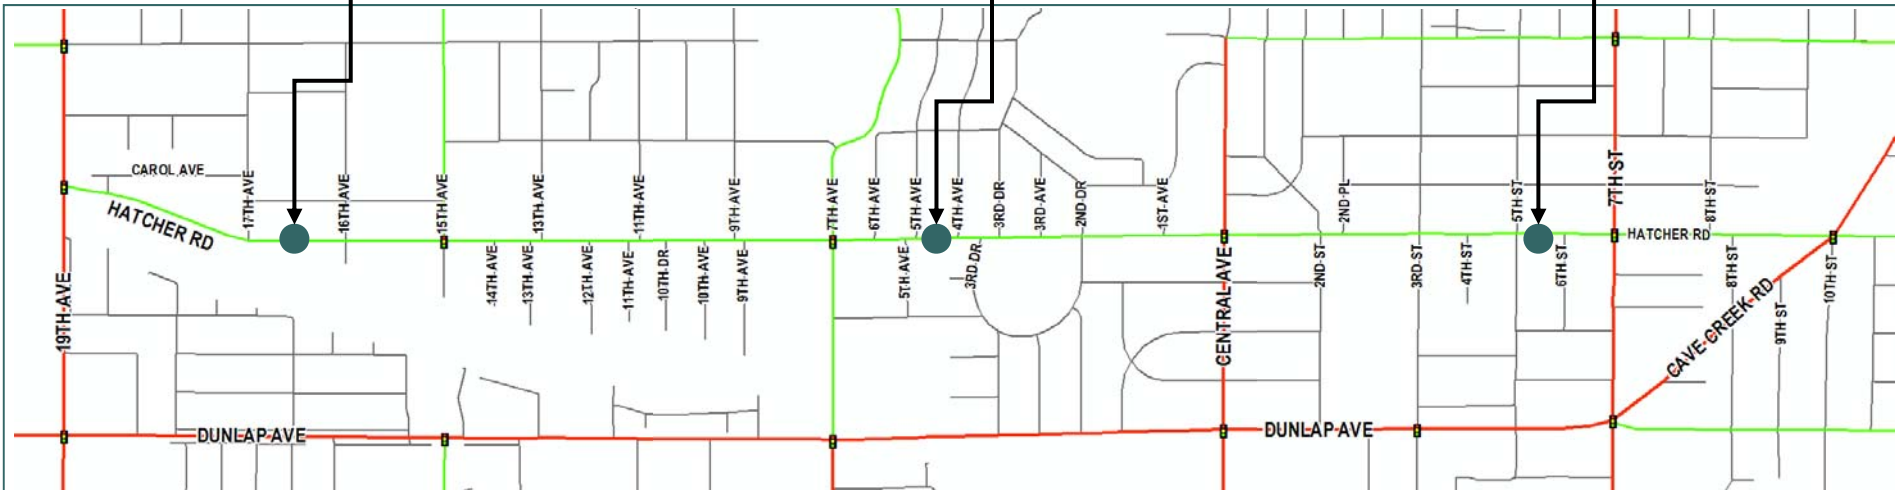 CAROL AVE
HATCHER RD
17TH AVE
16TH AVE
15TH AVE
13TH AVE
11TH AVE
9TH AVE
7TH AVE
6TH AVE
5TH AVE
4TH AVE
3RD DR
3RD AVE
2ND DR
1ST AVE
2ND PL
5TH ST
7TH ST
8TH ST
HATCHER RD
19TH AVE
14TH AVE
13TH AVE
12TH AVE
11TH AVE
10TH DR
10TH AVE
9TH AVE
5TH AVE
3RD DR
CENTRAL AVE
2ND ST
3RD ST
4TH ST
6TH ST
8TH ST
CAVE CREEK RD
9TH ST
10TH ST
DUNLAP AVE
DUNLAP AVE